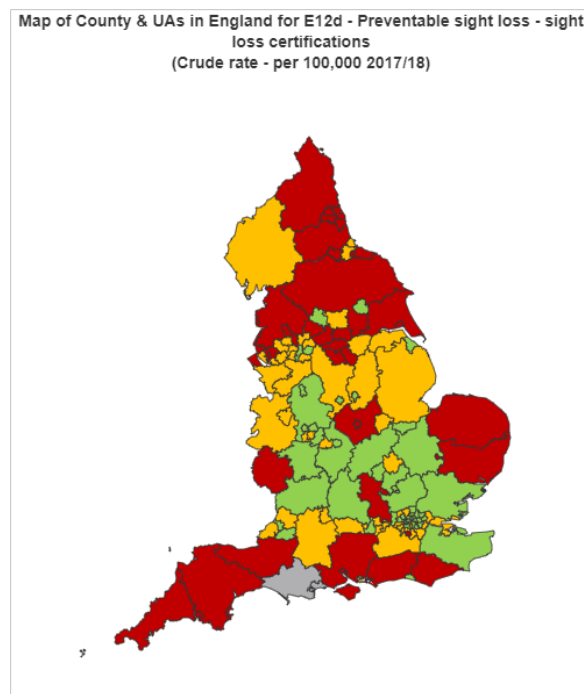 Map of County & UAs in England for E12d - Preventable sight loss - sight
loss certifications
(Crude rate - per 100,000 2017/18)